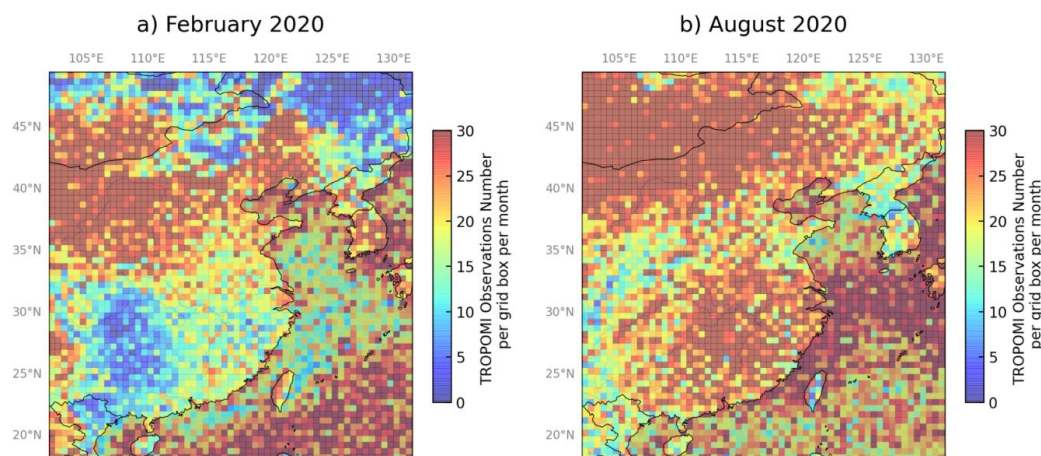 a) February 2020
b) August 2020
105°E 110°E 115°E 120°E 125°E 130°E
105°E 110°E 115°E 120°E 125°E 130°E
45°N
40°N
35°N
30°N
25°N
20°N
30
25
20
15
10
5
0
TROPOMI Observations Number
per grid box per month
45°N
40°N
35°N
30°N
25°N
20°N
30
25
20
15
10
5
0
TROPOMI Observations Number
per grid box per month